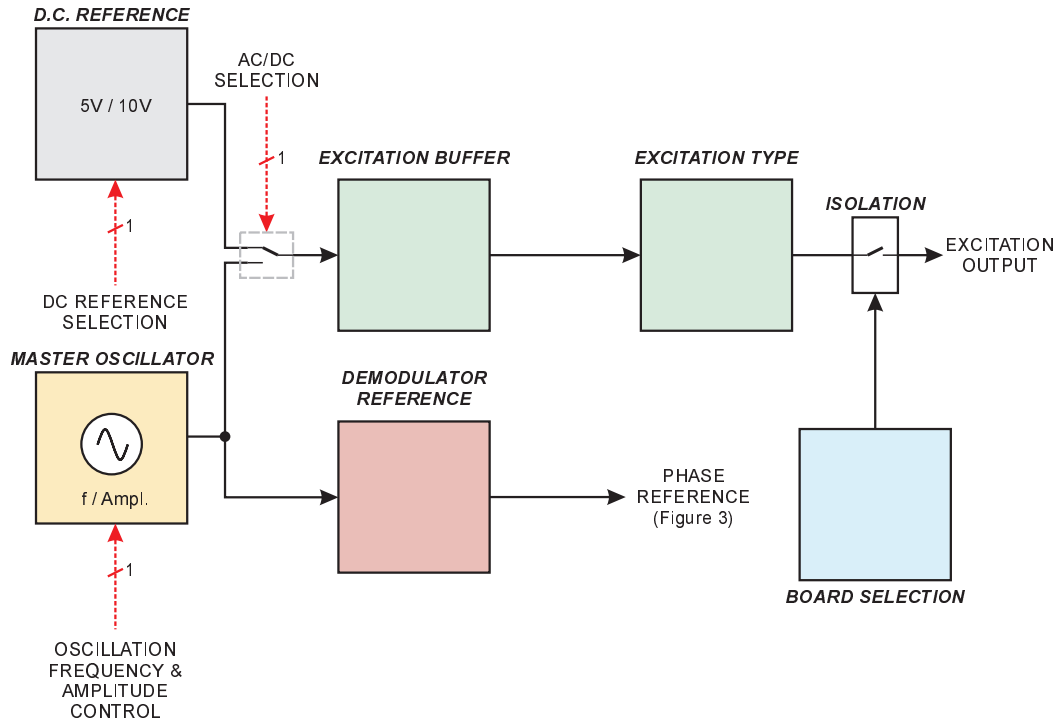 D.C. REFERENCE
5V / 10V
1
DC REFERENCE
SELECTION
AC/DC
SELECTION
1
EXCITATION BUFFER
EXCITATION TYPE
ISOLATION
EXCITATION
OUTPUT
MASTER OSCILLATOR
f / Ampl.
1
OSCILLATION
FREQUENCY &
AMPLITUDE
CONTROL
DEMODULATOR
REFERENCE
PHASE
REFERENCE
(Figure 3)
BOARD SELECTION